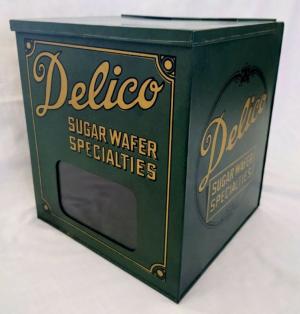 Delico
SUGAR WAFER
SPECIALTIES
Delico
SUGAR WAFER
SPECIALTIES